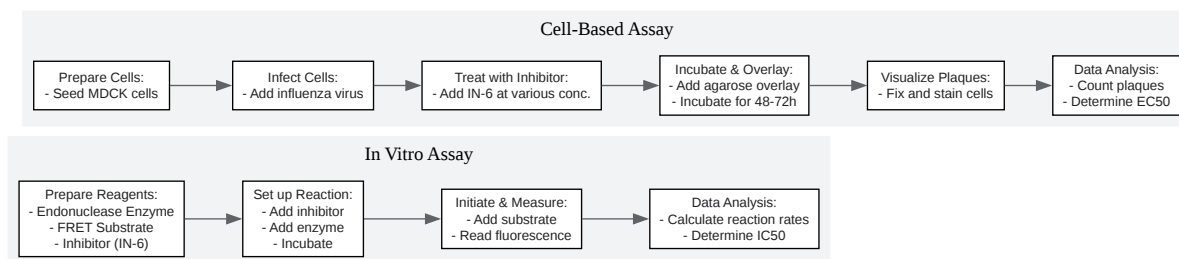 Cell-Based Assay
Prepare Cells:
- Seed MDCK cells
Infect Cells:
- Add influenza virus
Treat with Inhibitor:
- Add IN-6 at various conc.
Incubate & Overlay:
- Add agarose overlay
- Incubate for 48-72h
Visualize Plaques:
- Fix and stain cells
Data Analysis:
- Count plaques
- Determine EC50
In Vitro Assay
Prepare Reagents:
- Endonuclease Enzyme
- FRET Substrate
- Inhibitor (IN-6)
Set up Reaction:
- Add inhibitor
- Add enzyme
- Incubate
Initiate & Measure:
- Add substrate
- Read fluorescence
Data Analysis:
- Calculate reaction rates
- Determine IC50